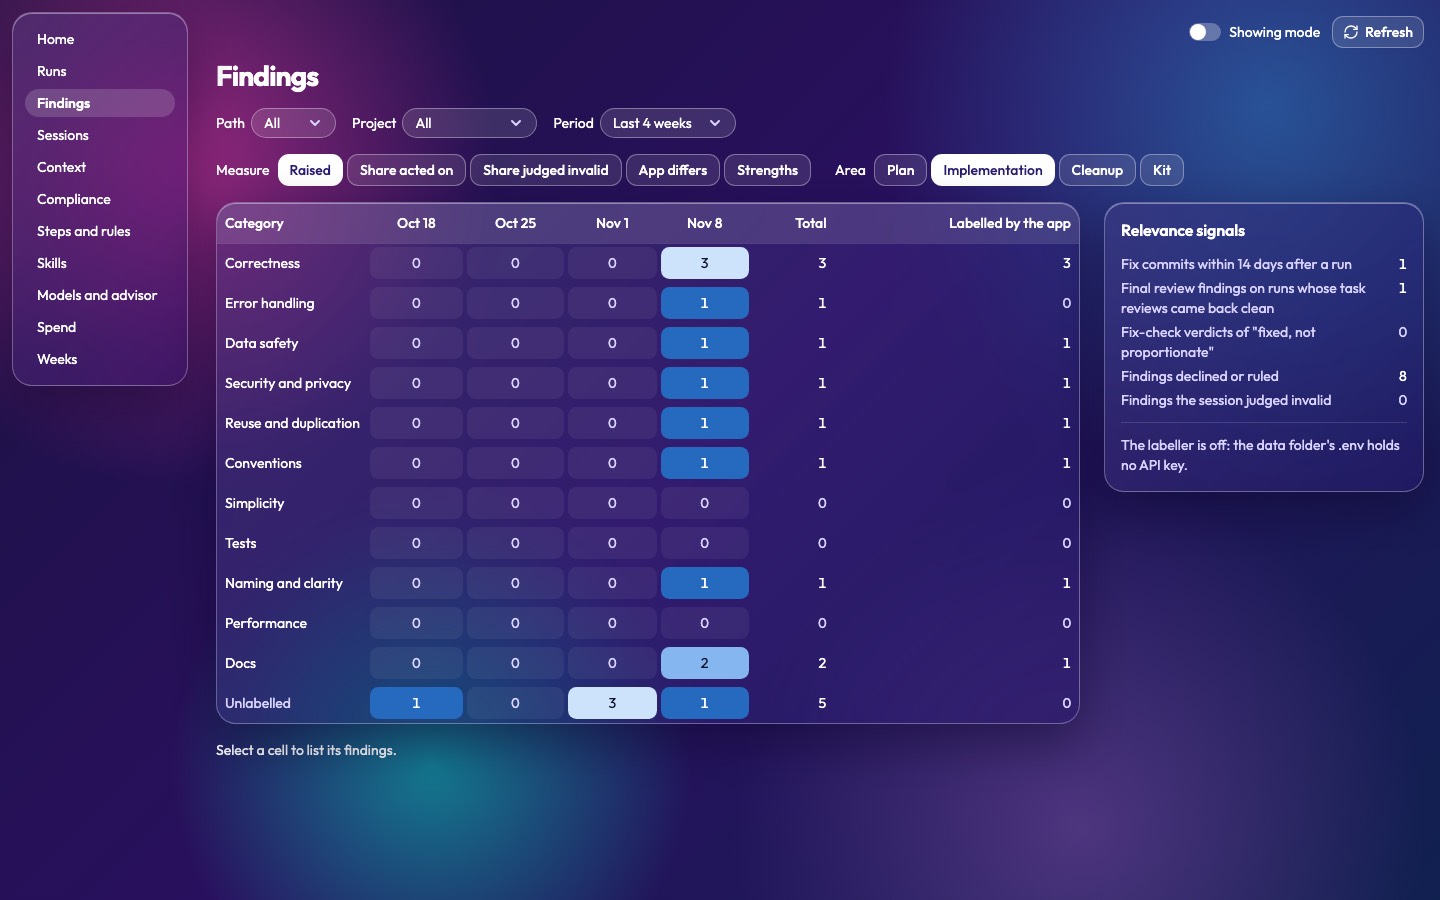 Home
Runs
Findings
Sessions
Context
Compliance
Steps and rules
Skills
Models and advisor
Spend
Weeks
Showing mode
Refresh
Findings
Path All Project All Period Last 4 weeks
Measure Raised Share acted on Share judged invalid App differs Strengths Area Plan Implementation Cleanup Kit
Category Oct 18 Oct 25 Nov 1 Nov 8 Total Labelled by the app
Correctness 0 0 0 3 3 3
Error handling 0 0 0 1 1 0
Data safety 0 0 0 1 1 1
Security and privacy 0 0 0 1 1 1
Reuse and duplication 0 0 0 1 1 1
Conventions 0 0 0 1 1 1
Simplicity 0 0 0 0 0 0
Tests 0 0 0 0 0 0
Naming and clarity 0 0 0 1 1 1
Performance 0 0 0 0 0 0
Docs 0 0 0 2 2 1
Unlabelled 1 0 3 1 5 0
Select a cell to list its findings.
Relevance signals
Fix commits within 14 days after a run 1
Final review findings on runs whose task 1
reviews came back clean
Fix-check verdicts of "fixed, not 0
proportionate"
Findings declined or ruled 8
Findings the session judged invalid 0
The labeller is off: the data folder's .env holds
no API key.